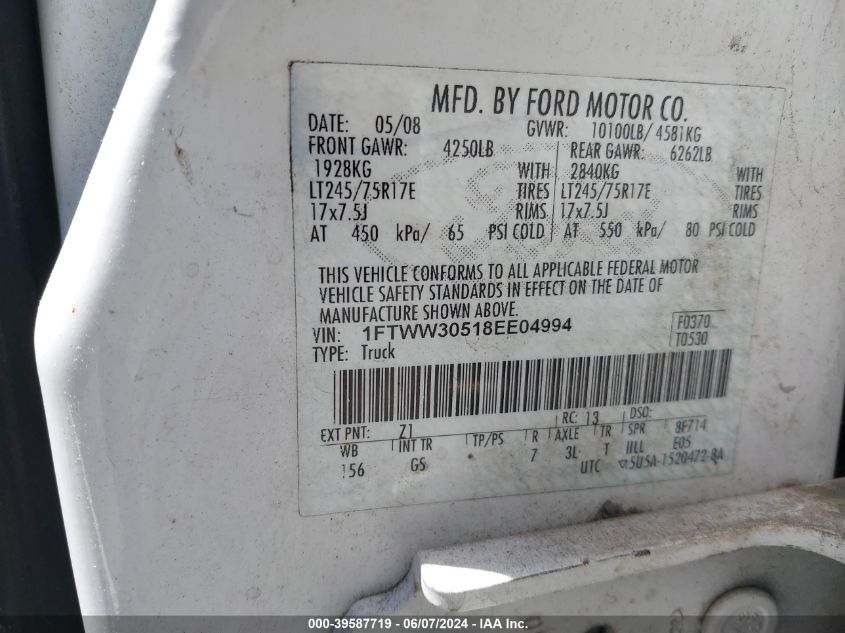 MFD. BY FORD MOTOR CO.
DATE: 05/08 GVWR: 10100LB/ 4581KG
FRONT GAWR: 4250LB REAR GAWR: 6262LB
1928KG WITH 2840KG WITH
LT245/75R17E TIRES LT245/75R17E TIRES
17x7.5J RIMS 17x7.5J RIMS
AT 450 kPa/ 65 PSI COLD AT 550 kPa/ 80 PSI COLD
THIS VEHICLE CONFORMS TO ALL APPLICABLE FEDERAL MOTOR
VEHICLE SAFETY STANDARDS IN EFFECT ON THE DATE OF
MANUFACTURE SHOWN ABOVE.
VIN: 1FTWW30518EE04994 F0370
TYPE: Truck T0530
RC: 13 DSO:
EXT PNT: Z1 8F714
WB INT TR TP/PS R AXLE TR SPR E05
156 GS 7 3L T IILL
UTC 5U5A-1520472-BA
000-39587719 - 06/07/2024 - IAAI.com